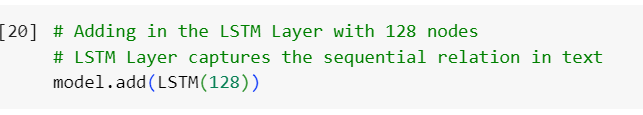 [20] # Adding in the LSTM Layer with 128 nodes
# LSTM Layer captures the sequential relation in text
model.add(LSTM(128))